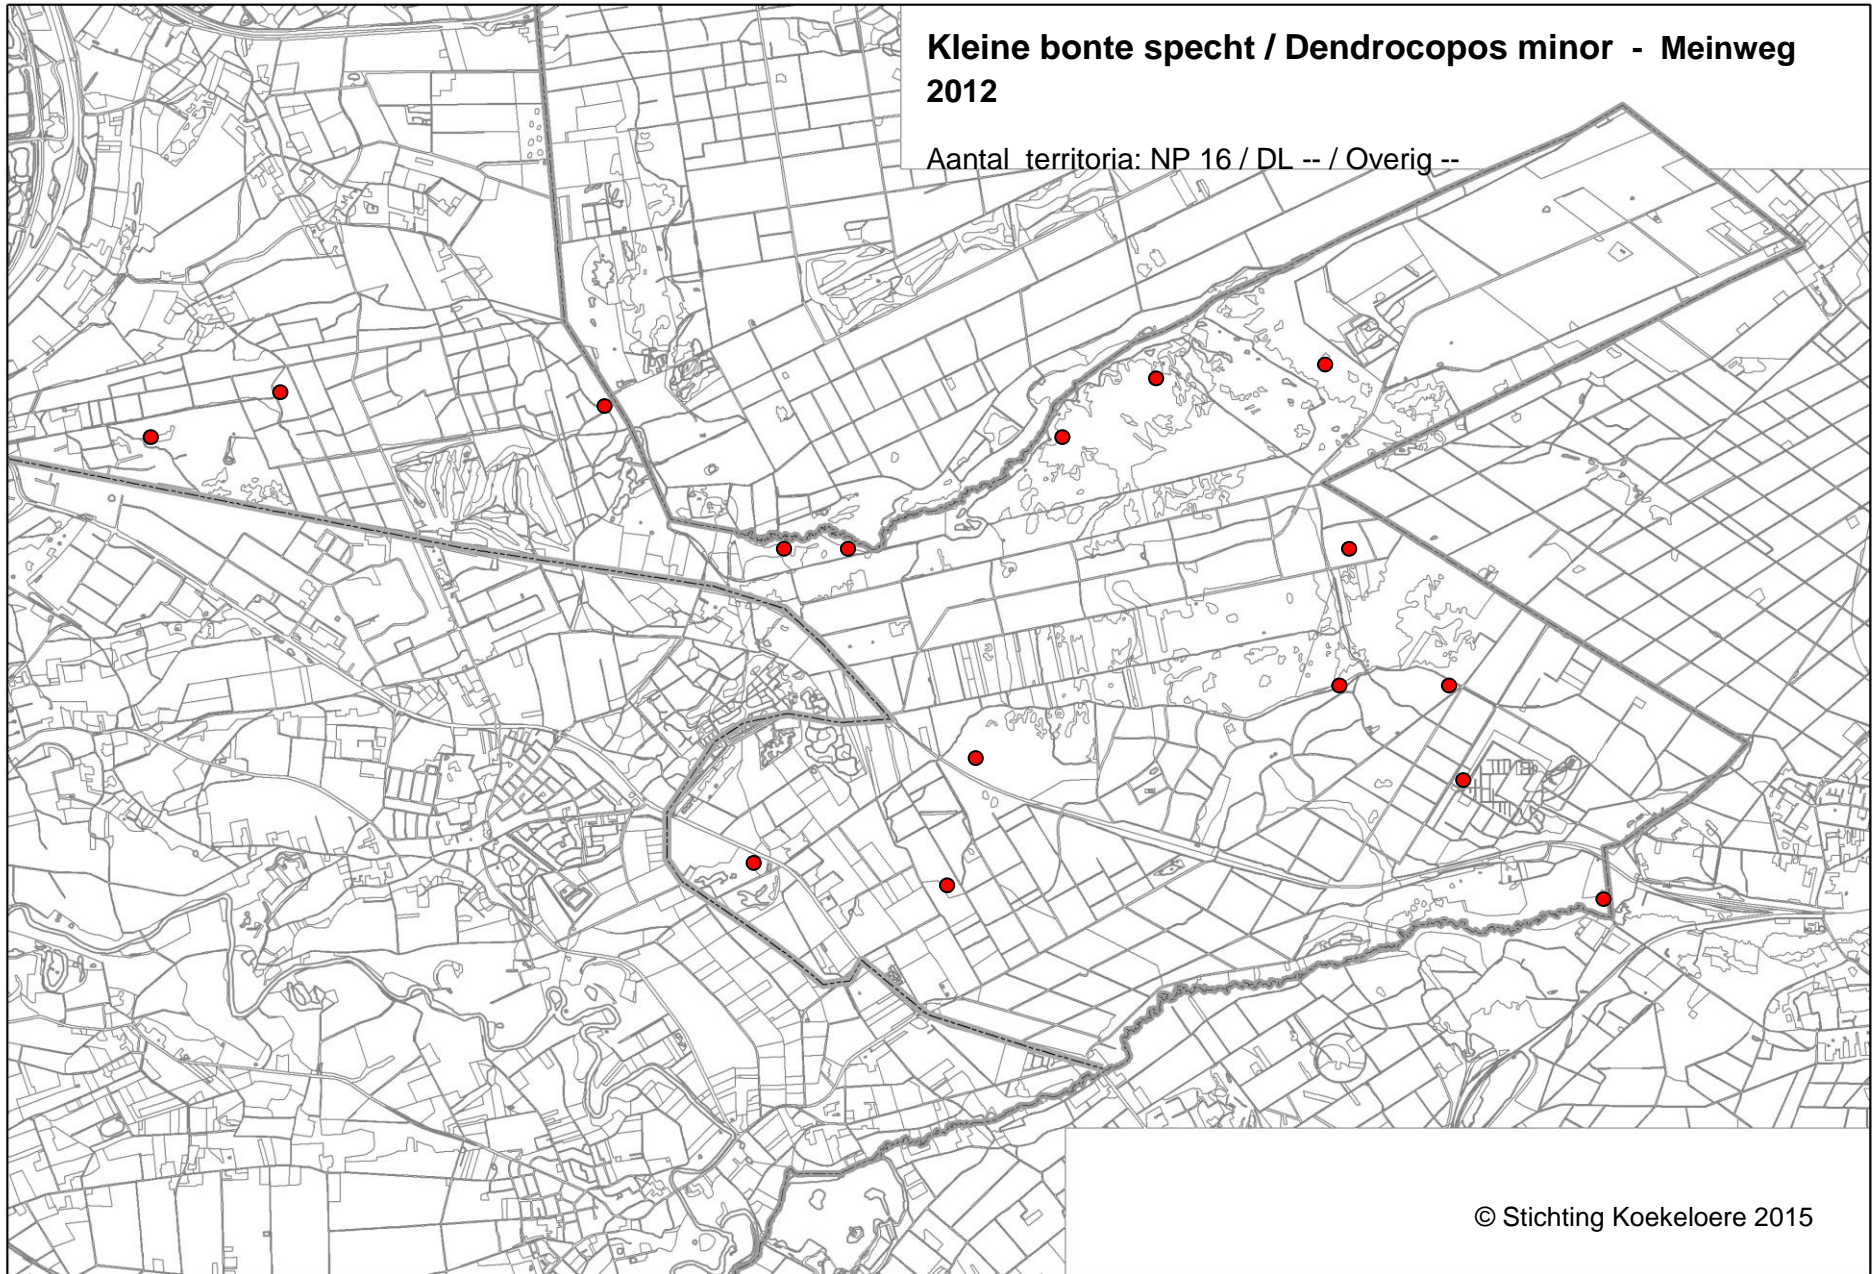 Kleine bonte specht / Dendrocopos minor - Meinweg
2012
Aantal territoria: NP 16 / DL -- / Overig --
© Stichting Koekeloere 2015